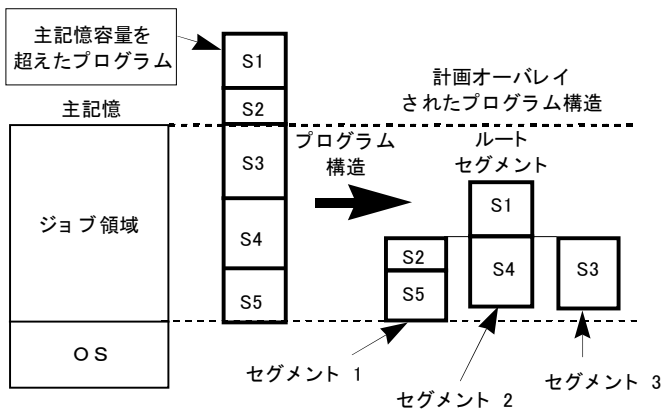 主記憶容量を
超えたプログラム
S1
S2
S3
S4
S5
主記憶
ジョブ領域
OS
プログラム
構造
計画オーバレイ
されたプログラム構造
ルート
セグメント
S1
S2
S5
S4
S3
セグメント 1
セグメント 2
セグメント 3